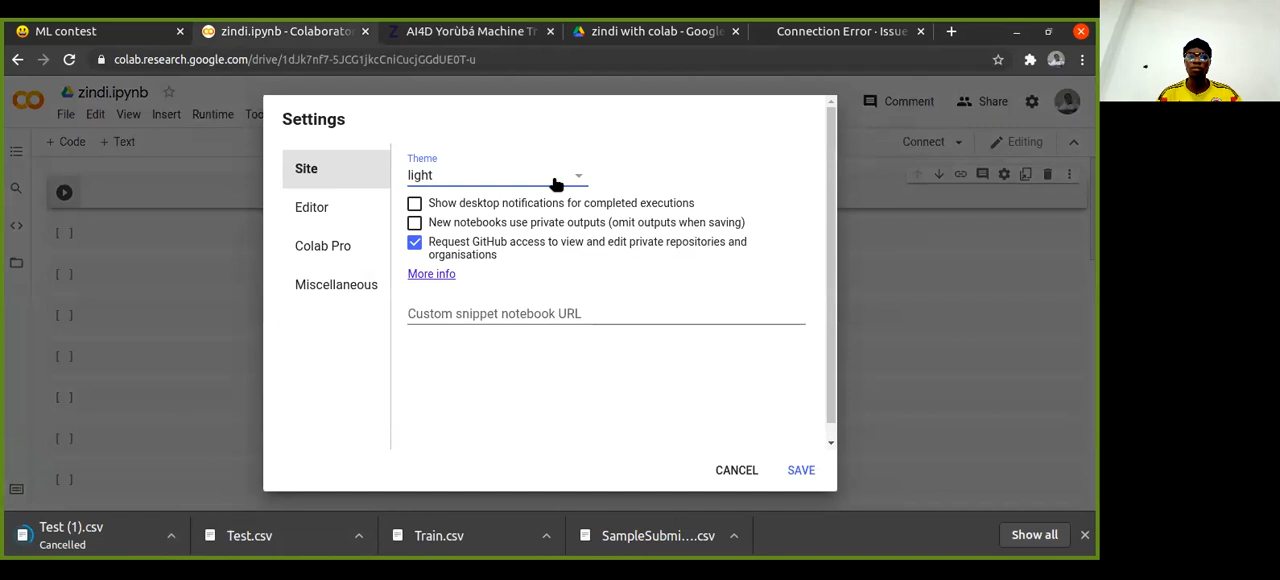 ML contest
zindi.ipynb - Colaborato
AI4D Yorùbá Machine Tr
zindi with colab - Google
Connection Error · Issue
colab.research.google.com/drive/1dJk7nf7-5JCG1jkcCniCucjGGdUE0T-u
zindi.ipynb
Comment
Share
File Edit View Insert Runtime Too
+ Code + Text
Connect
Editing
Settings
Site
Editor
Colab Pro
Miscellaneous
Theme
light
Show desktop notifications for completed executions
New notebooks use private outputs (omit outputs when saving)
Request GitHub access to view and edit private repositories and
organisations
More info
Custom snippet notebook URL
CANCEL SAVE
[ ]
[ ]
[ ]
[ ]
[ ]
[ ]
[ ]
Test (1).csv
Cancelled
Test.csv
Train.csv
SampleSubmi....csv
Show all